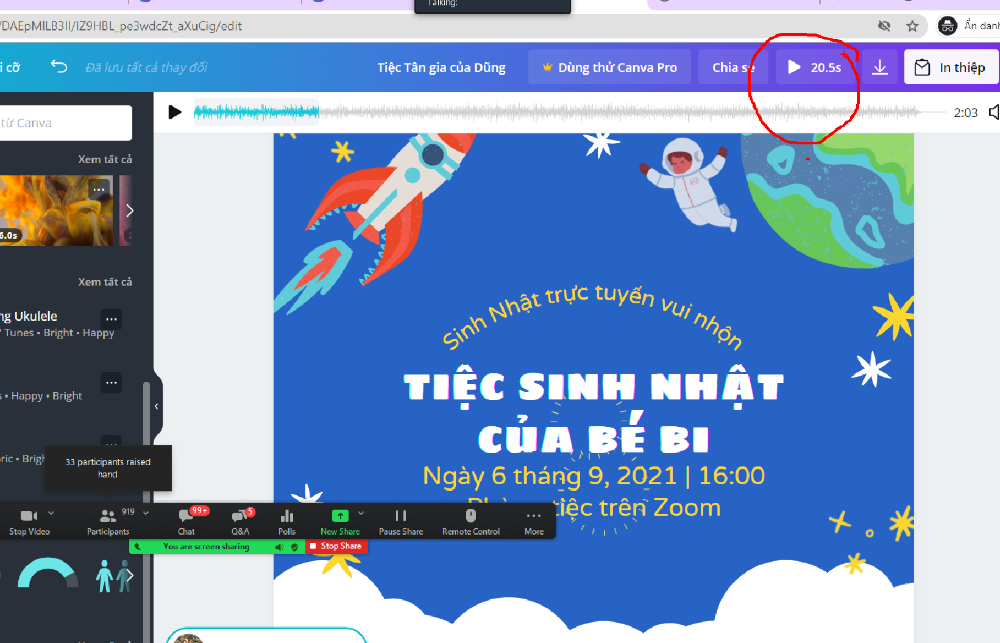 Talking:
/DAEpMlLB3II/IZ9HBL_pe3wdcZt_aXuCig/edit
Ẩn danh
i cỡ
Đã lưu tất cả thay đổi
Tiệc Tân gia của Dũng
Dùng thử Canva Pro
Chia sẻ
20.5s
In thiệp
2:03
từ Canva
Xem tất cả
6.0s
Xem tất cả
ng Ukulele
Tunes • Bright • Happy
s • Happy • Bright
ric • Brigh
33 participants raised
hand
Sinh Nhật trực tuyến vui nhộn
TIỆC SINH NHẬT
CỦA BÉ BI
Ngày 6 tháng 9, 2021 | 16:00
tiệc trên Zoom
Stop Video
919
Participants
99+
Chat
5
Q&A
Polls
New Share
Pause Share
Remote Control
More
You are screen sharing
Stop Share